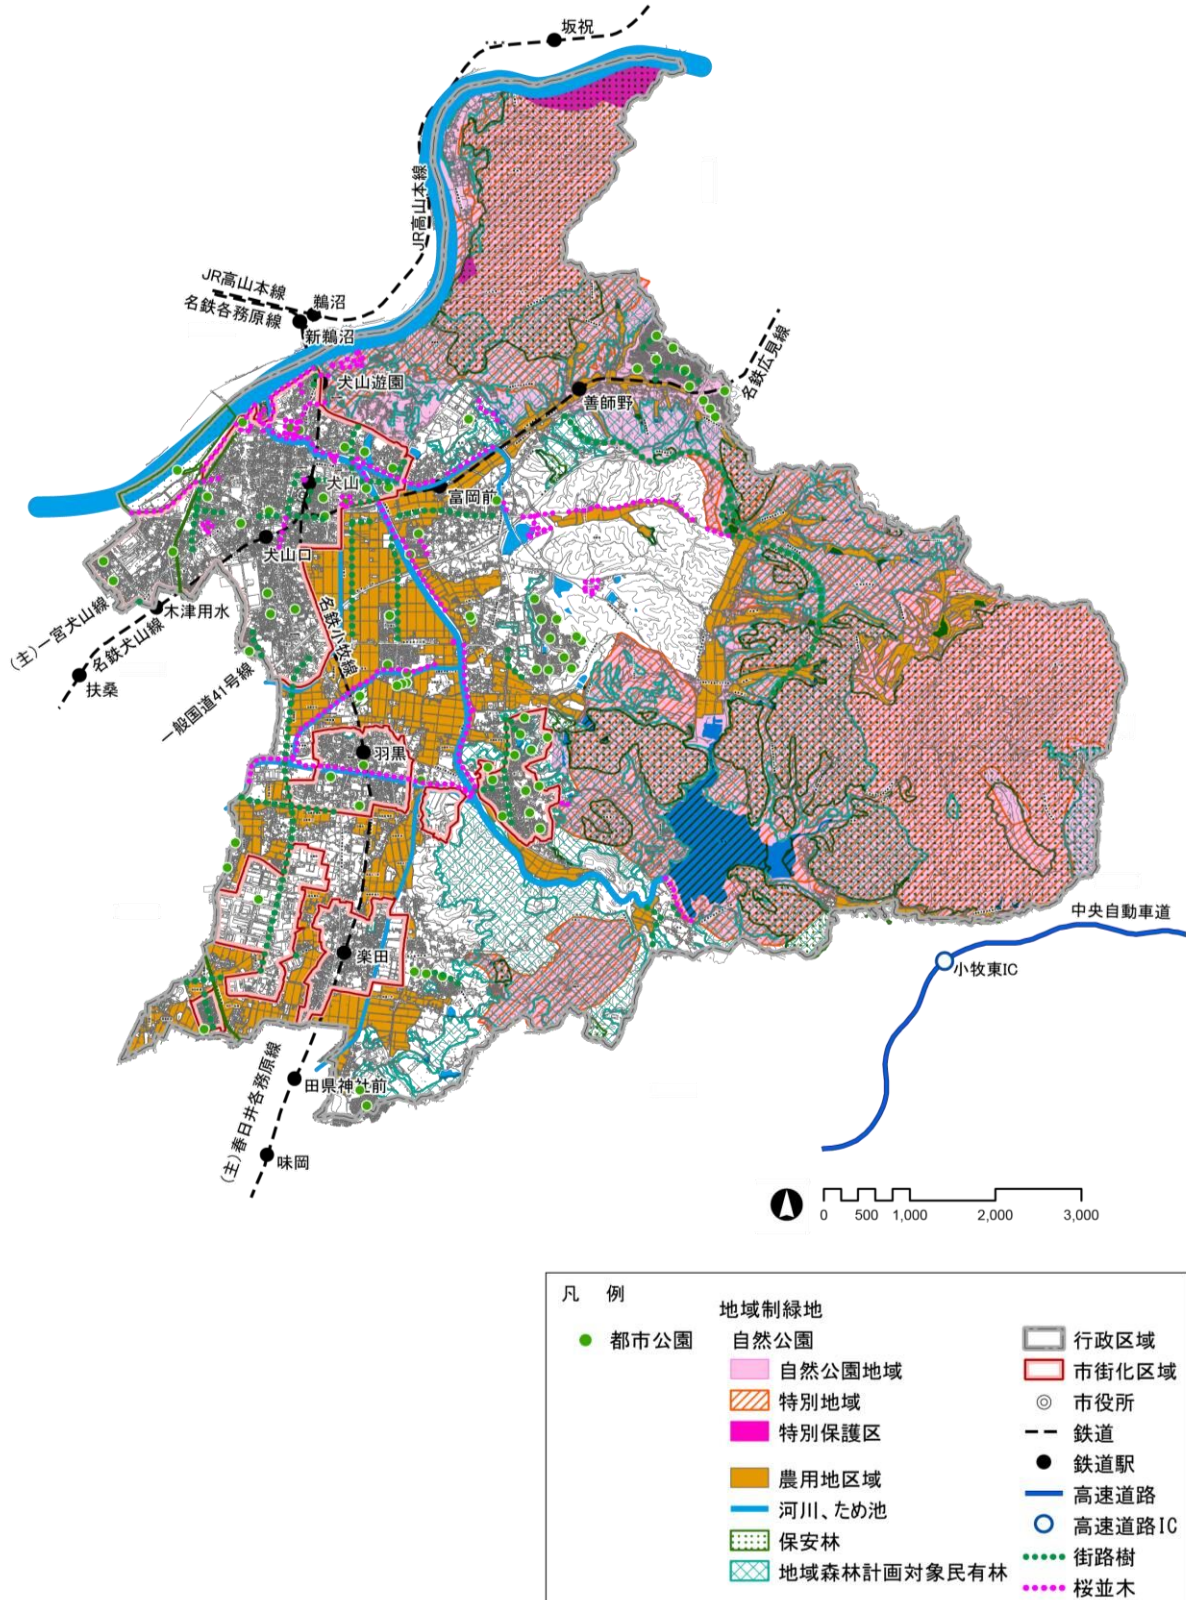 坂祝
JR高山本線
JR高山本線
名鉄各務原線
鵜沼
新鵜沼
犬山遊園
名鉄広見線
善師野
犬山
富岡前
犬山口
木津用水
(主)一宮犬山線
名鉄犬山線
扶桑
名鉄小牧線
一般国道41号線
羽黒
楽田
中央自動車道
小牧東IC
(主)春日井各務原線
田県神社前
味岡
0 500 1,000 2,000 3,000
凡 例
都市公園
地域制緑地
自然公園
自然公園地域
特別地域
特別保護区
農用地区域
河川、ため池
保安林
地域森林計画対象民有林
行政区域
市街化区域
市役所
鉄道
鉄道駅
高速道路
高速道路IC
街路樹
桜並木